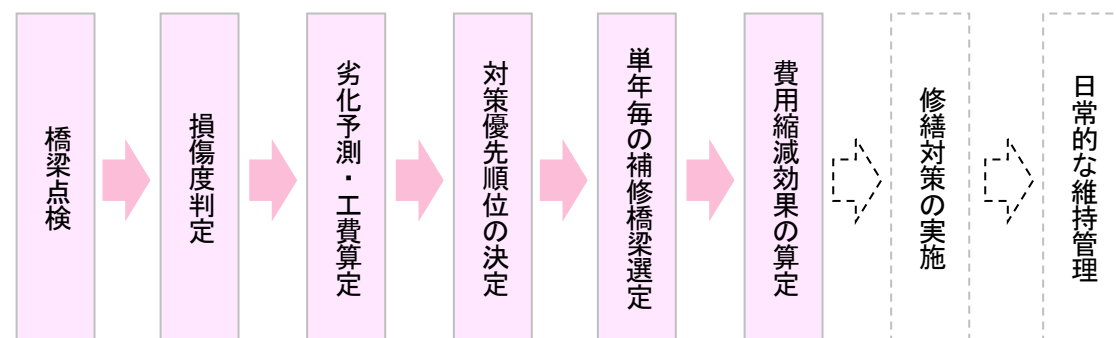 橋梁点検
損傷度判定
劣化予測・工費算定
対策優先順位の決定
単年毎の補修橋梁選定
費用縮減効果の算定
修繕対策の実施
日常的な維持管理